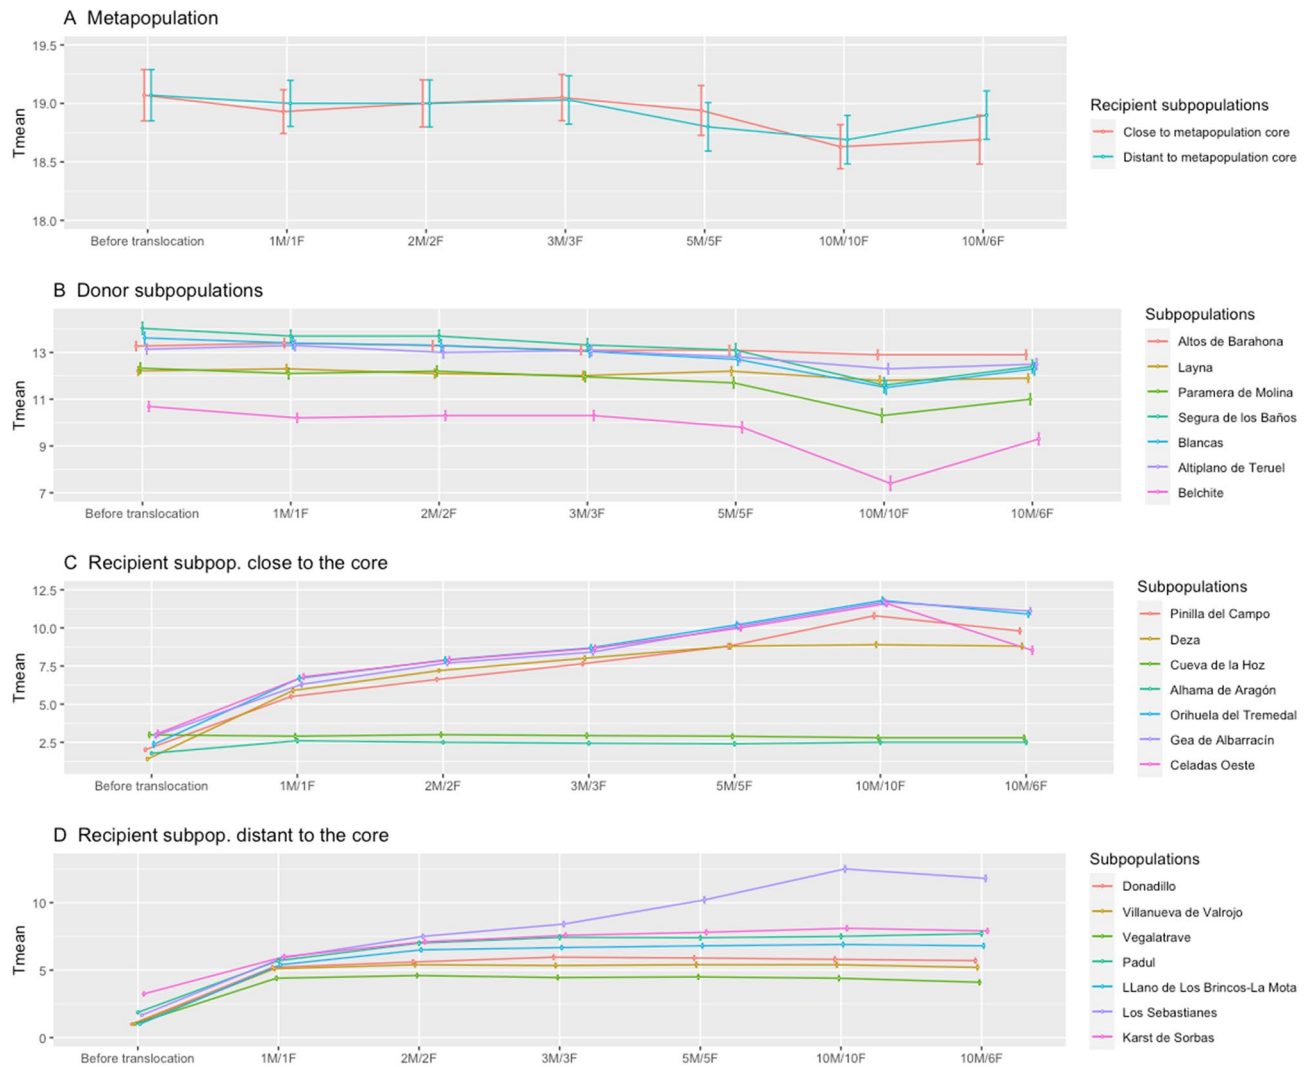 A Metapopulation
19.5
19.0
18.5
18.0
Tmean
Before translocation 1M/1F 2M/2F 3M/3F 5M/5F 10M/10F 10M/6F
Recipient subpopulations
Close to metapopulation core
Distant to metapopulation core
B Donor subpopulations
13
11
9
7
Tmean
Before translocation 1M/1F 2M/2F 3M/3F 5M/5F 10M/10F 10M/6F
Subpopulations
Altos de Barahona
Layna
Paramera de Molina
Segura de los Baños
Blancas
Altiplano de Teruel
Belchite
C Recipient subpop. close to the core
12.5
10.0
7.5
5.0
2.5
Tmean
Before translocation 1M/1F 2M/2F 3M/3F 5M/5F 10M/10F 10M/6F
Subpopulations
Pinilla del Campo
Deza
Cueva de la Hoz
Alhama de Aragón
Orihuela del Tremedal
Gea de Albarracín
Celadas Oeste
D Recipient subpop. distant to the core
10
5
0
Tmean
Before translocation 1M/1F 2M/2F 3M/3F 5M/5F 10M/10F 10M/6F
Subpopulations
Donadillo
Villanueva de Valrojo
Vegalatrave
Padul
LLano de Los Brincos-La Mota
Los Sebastianes
Karst de Sorbas